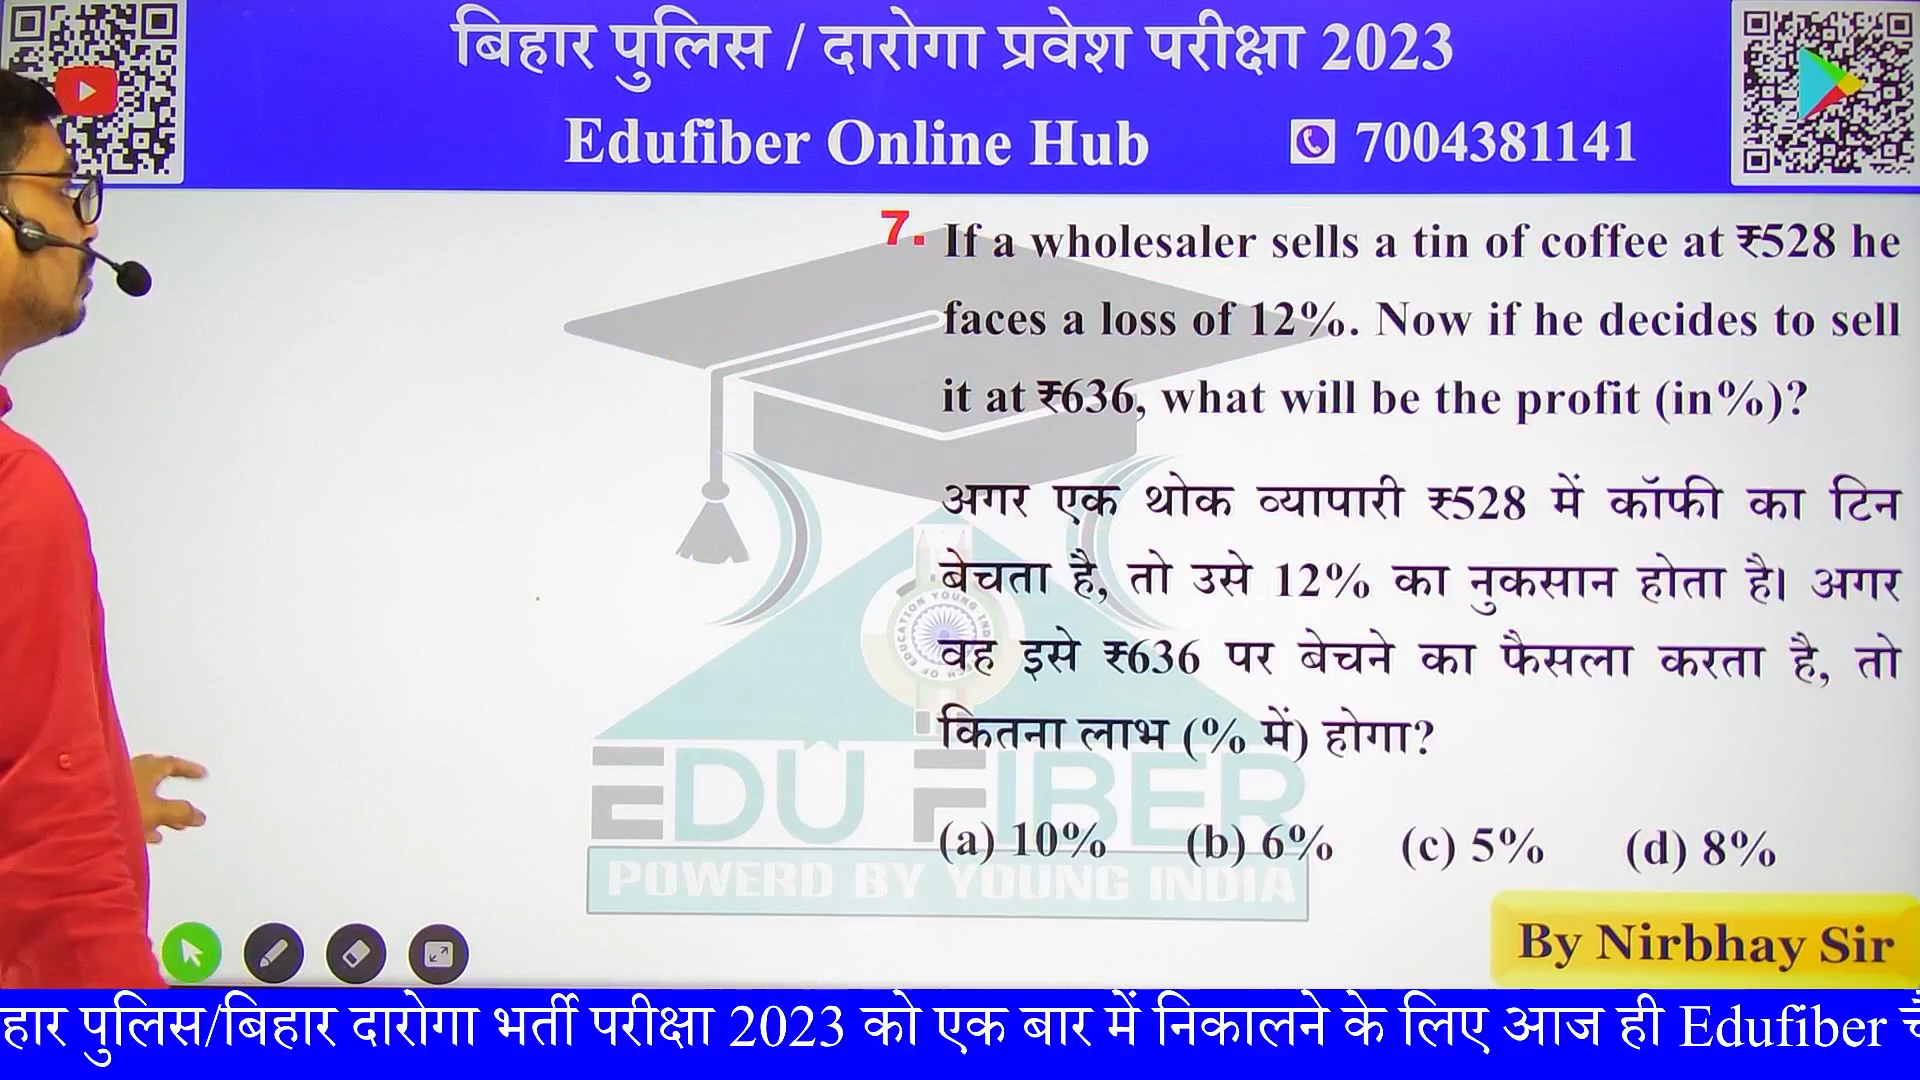 बिहार पुलिस / दारोगा प्रवेश परीक्षा 2023
Edufiber Online Hub 7004381141
7. If a wholesaler sells a tin of coffee at ₹528 he
faces a loss of 12%. Now if he decides to sell
it at ₹636, what will be the profit (in%)?
अगर एक थोक व्यापारी ₹528 में कॉफी का टिन
बेचता है, तो उसे 12% का नुकसान होता है। अगर
वह इसे ₹636 पर बेचने का फैसला करता है, तो
कितना लाभ (% में) होगा?
(a) 10% (b) 6% (c) 5% (d) 8%
EDU FIBER
POWERD BY YOUNG INDIA
By Nirbhay Sir
पुलिस/बिहार दारोगा भर्ती परीक्षा 2023 को एक बार में निकालने के लिए आज ही Edufiber